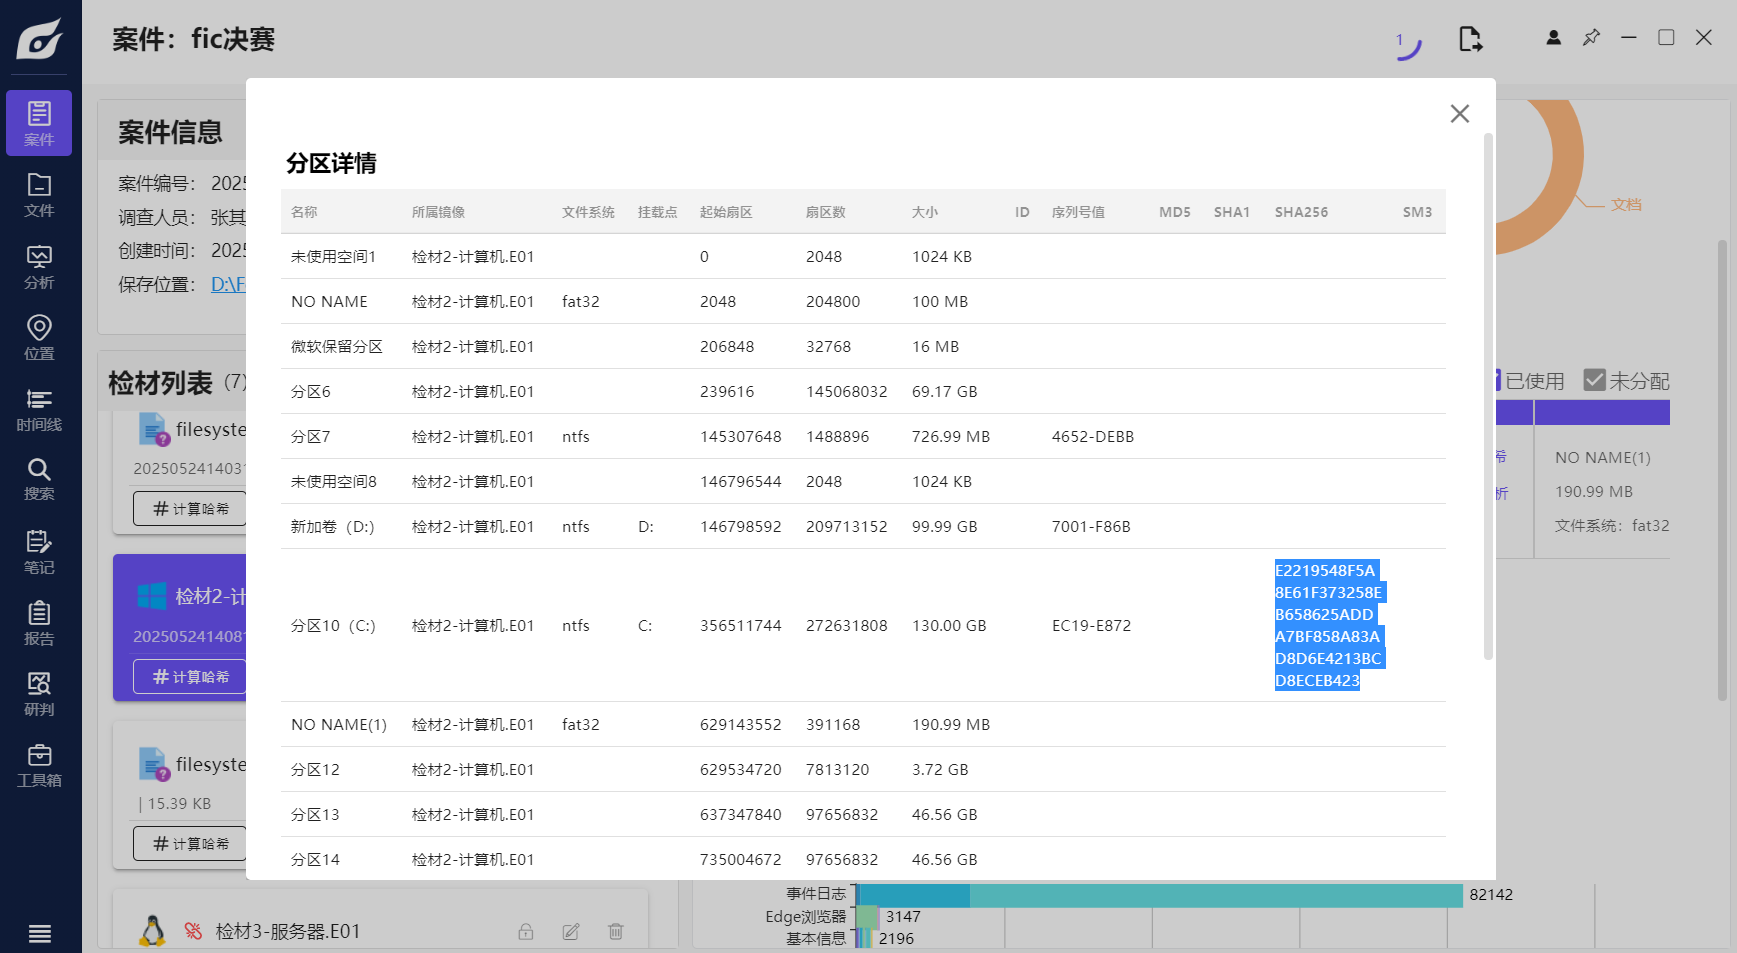 案件：fic决赛
1
案件
文件
分析
位置
时间线
搜索
笔记
报告
研判
工具箱
案件信息
案件编号： 2025
调查人员： 张其
创建时间： 2025
保存位置： D:\F
检材列表 (7)
filesyste
2025052414031
计算哈希
检材2-计
2025052414081
计算哈希
filesyste
| 15.39 KB
计算哈希
检材3-服务器.E01
分区详情
名称 所属镜像 文件系统 挂载点 起始扇区 扇区数 大小 ID 序列号值 MD5 SHA1 SHA256 SM3
未使用空间1 检材2-计算机.E01 0 2048 1024 KB
NO NAME 检材2-计算机.E01 fat32 2048 204800 100 MB
微软保留分区 检材2-计算机.E01 206848 32768 16 MB
分区6 检材2-计算机.E01 239616 145068032 69.17 GB
分区7 检材2-计算机.E01 ntfs 145307648 1488896 726.99 MB 4652-DEBB
未使用空间8 检材2-计算机.E01 146796544 2048 1024 KB
新加卷（D:） 检材2-计算机.E01 ntfs D: 146798592 209713152 99.99 GB 7001-F86B
分区10（C:） 检材2-计算机.E01 ntfs C: 356511744 272631808 130.00 GB EC19-E872
E2219548F5A
8E61F373258E
B658625ADD
A7BF858A83A
D8D6E4213BC
D8ECEB423
NO NAME(1) 检材2-计算机.E01 fat32 629143552 391168 190.99 MB
分区12 检材2-计算机.E01 629534720 7813120 3.72 GB
分区13 检材2-计算机.E01 637347840 97656832 46.56 GB
分区14 检材2-计算机.E01 735004672 97656832 46.56 GB
文档
已使用 未分配
希
析
NO NAME(1)
190.99 MB
文件系统：fat32
事件日志 82142
Edge浏览器 3147
基本信息 2196